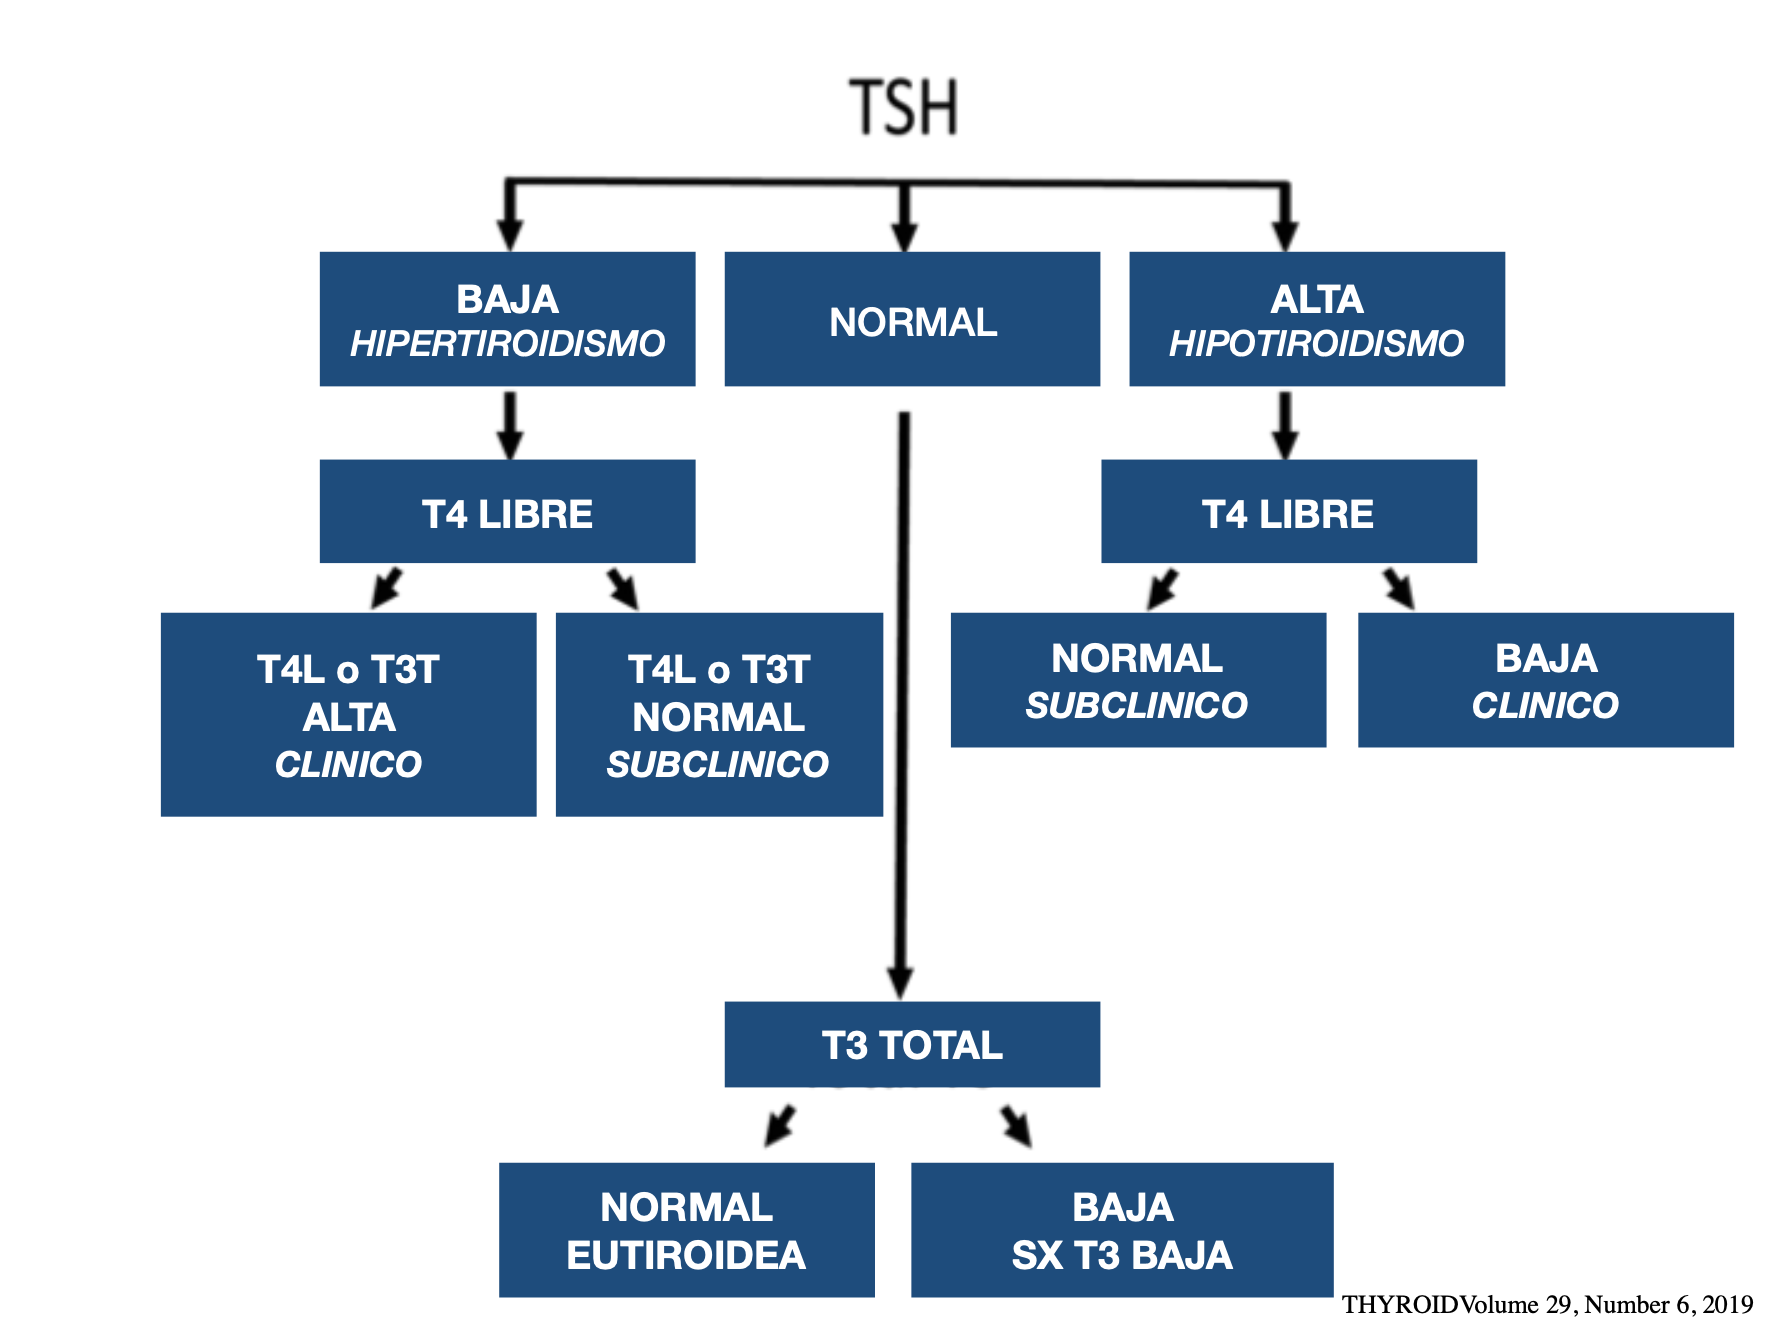 TSH
BAJA
HIPERTIROIDISMO
NORMAL
ALTA
HIPOTIROIDISMO
T4 LIBRE
T4 LIBRE
T4L o T3T
ALTA
CLINICO
T4L o T3T
NORMAL
SUBCLINICO
NORMAL
SUBCLINICO
BAJA
CLINICO
T3 TOTAL
NORMAL
EUTIROIDEA
BAJA
SX T3 BAJA
THYROIDVolume 29, Number 6, 2019